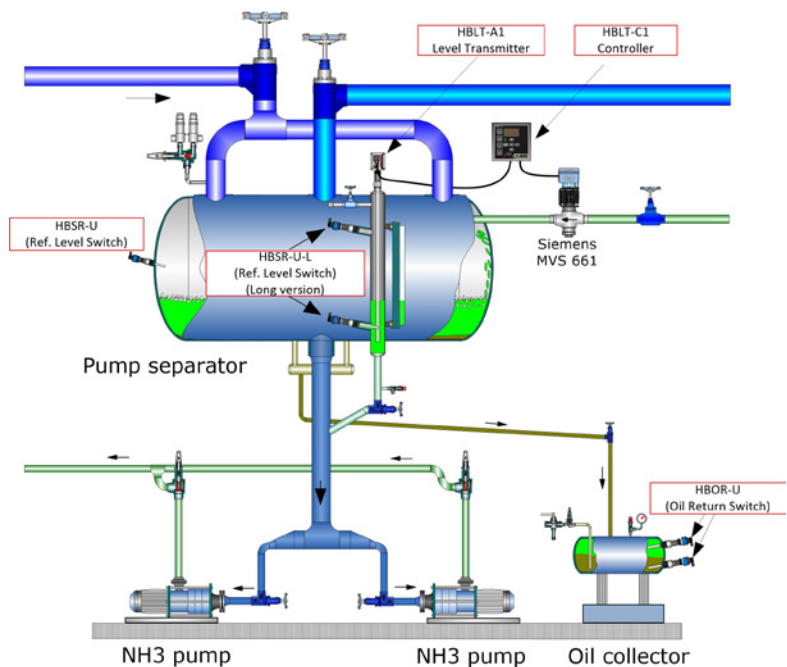 HBLT-A1
Level Transmitter
HBLT-C1
Controller
HBSR-U
(Ref. Level Switch)
HBSR-U-L
(Ref. Level Switch)
(Long version)
Siemens
MVS 661
Pump separator
HBOR-U
(Oil Return Switch)
NH3 pump
NH3 pump
Oil collector